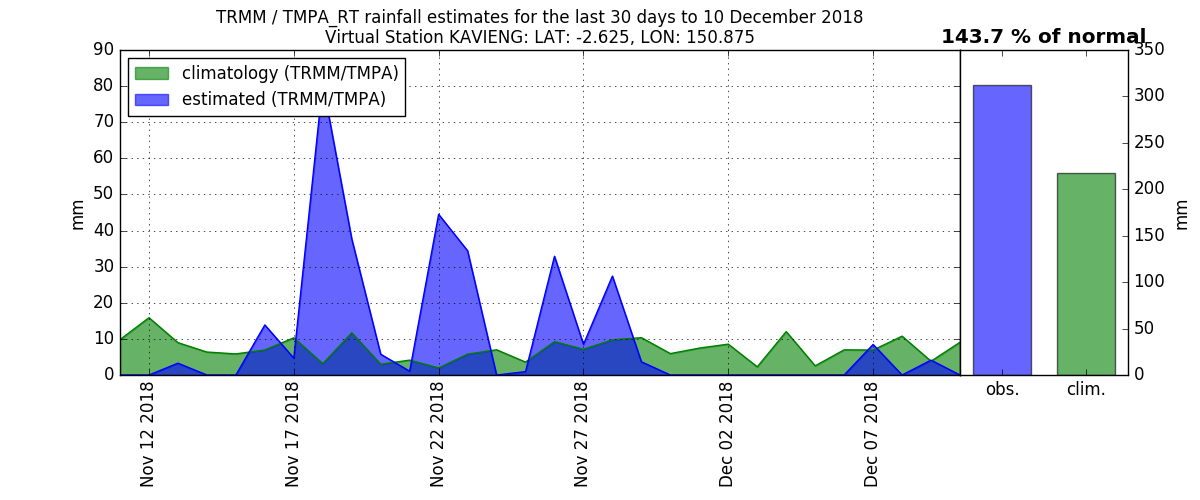 TRMM / TMPA_RT rainfall estimates for the last 30 days to 10 December 2018
Virtual Station KAVIENG: LAT: -2.625, LON: 150.875
143.7 % of normal
climatology (TRMM/TMPA)
estimated (TRMM/TMPA)
90
80
70
60
50
40
30
20
10
0
mm
Nov 12 2018
Nov 17 2018
Nov 22 2018
Nov 27 2018
Dec 02 2018
Dec 07 2018
350
300
250
200
150
100
50
0
mm
obs.
clim.